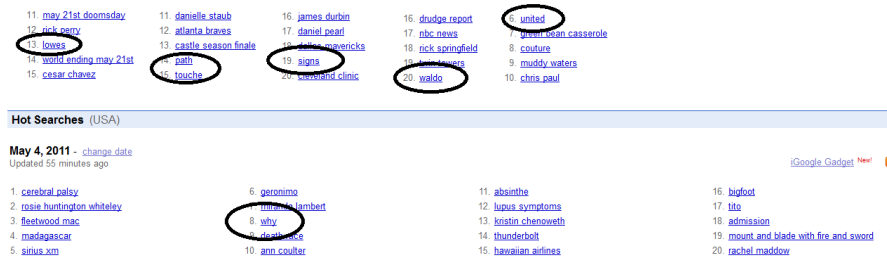 11. may 21st doomsday 11. danielle staub 16. james durbin 16. drudge report 6. united
12. rick perry 12. atlanta braves 17. daniel pearl 17. nbc news 7. green bean casserole
13. lowes 13. castle season finale 18. dallas mavericks 18. rick springfield 8. couture
14. world ending may 21st 14. path 19. signs 19. twin towers 9. muddy waters
15. cesar chavez 15. touche 20. cleveland clinic 20. waldo 10. chris paul
Hot Searches (USA)
May 4, 2011 - change date
Updated 55 minutes ago iGoogle Gadget New!
1. cerebral palsy 6. geronimo 11. absinthe 16. bigfoot
2. rosie huntington whiteley 7. miranda lambert 12. lupus symptoms 17. tito
3. fleetwood mac 8. why 13. kristin chenoweth 18. admission
4. madagascar 9. death race 14. thunderbolt 19. mount and blade with fire and sword
5. sirius xm 10. ann coulter 15. hawaiian airlines 20. rachel maddow